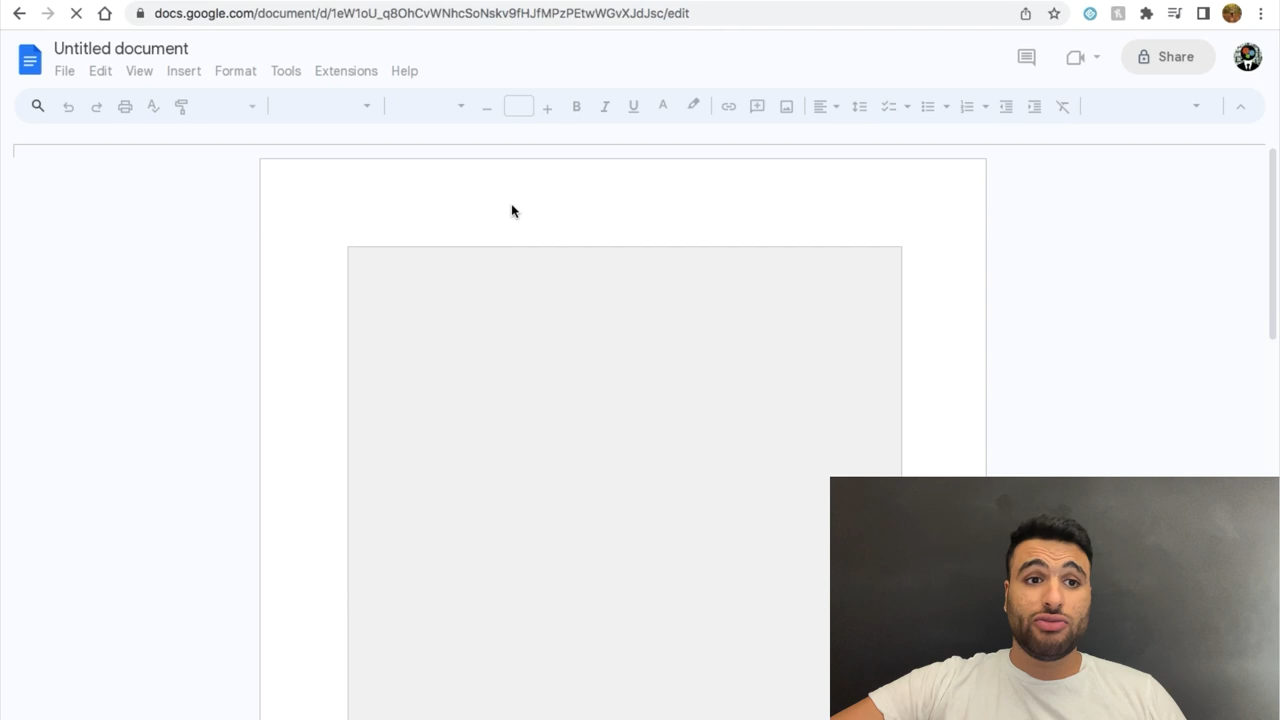 docs.google.com/document/d/1eW1oU_q8OhCvWNhcSoNskv9fHJfMPzPEtwWGvXJdJsc/edit
Untitled document
File Edit View Insert Format Tools Extensions Help
Share